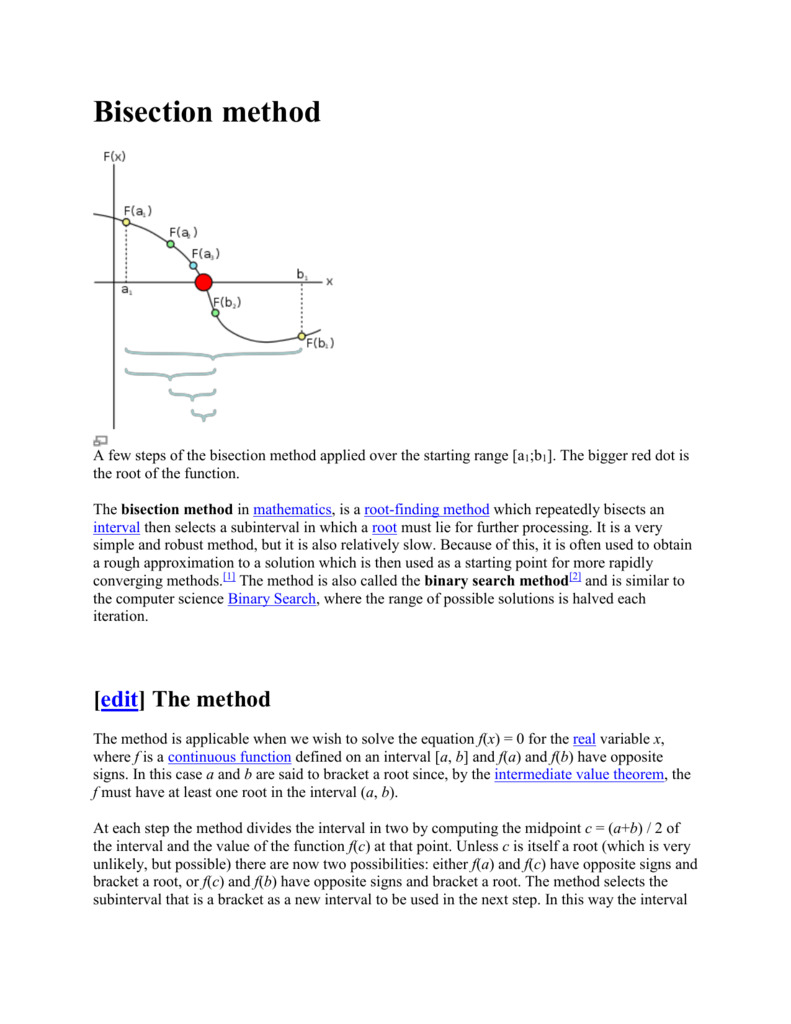 Bisection method
F(x)
F(a₁)
F(a₂)
F(a₃)
b₁
x
a₁
F(b₂)
F(b₁)
A few steps of the bisection method applied over the starting range [a₁;b₁]. The bigger red dot is
the root of the function.
The bisection method in mathematics, is a root-finding method which repeatedly bisects an
interval then selects a subinterval in which a root must lie for further processing. It is a very
simple and robust method, but it is also relatively slow. Because of this, it is often used to obtain
a rough approximation to a solution which is then used as a starting point for more rapidly
converging methods.[1] The method is also called the binary search method[2] and is similar to
the computer science Binary Search, where the range of possible solutions is halved each
iteration.
[edit] The method
The method is applicable when we wish to solve the equation f(x) = 0 for the real variable x,
where f is a continuous function defined on an interval [a, b] and f(a) and f(b) have opposite
signs. In this case a and b are said to bracket a root since, by the intermediate value theorem, the
f must have at least one root in the interval (a, b).
At each step the method divides the interval in two by computing the midpoint c = (a+b) / 2 of
the interval and the value of the function f(c) at that point. Unless c is itself a root (which is very
unlikely, but possible) there are now two possibilities: either f(a) and f(c) have opposite signs and
bracket a root, or f(c) and f(b) have opposite signs and bracket a root. The method selects the
subinterval that is a bracket as a new interval to be used in the next step. In this way the interval